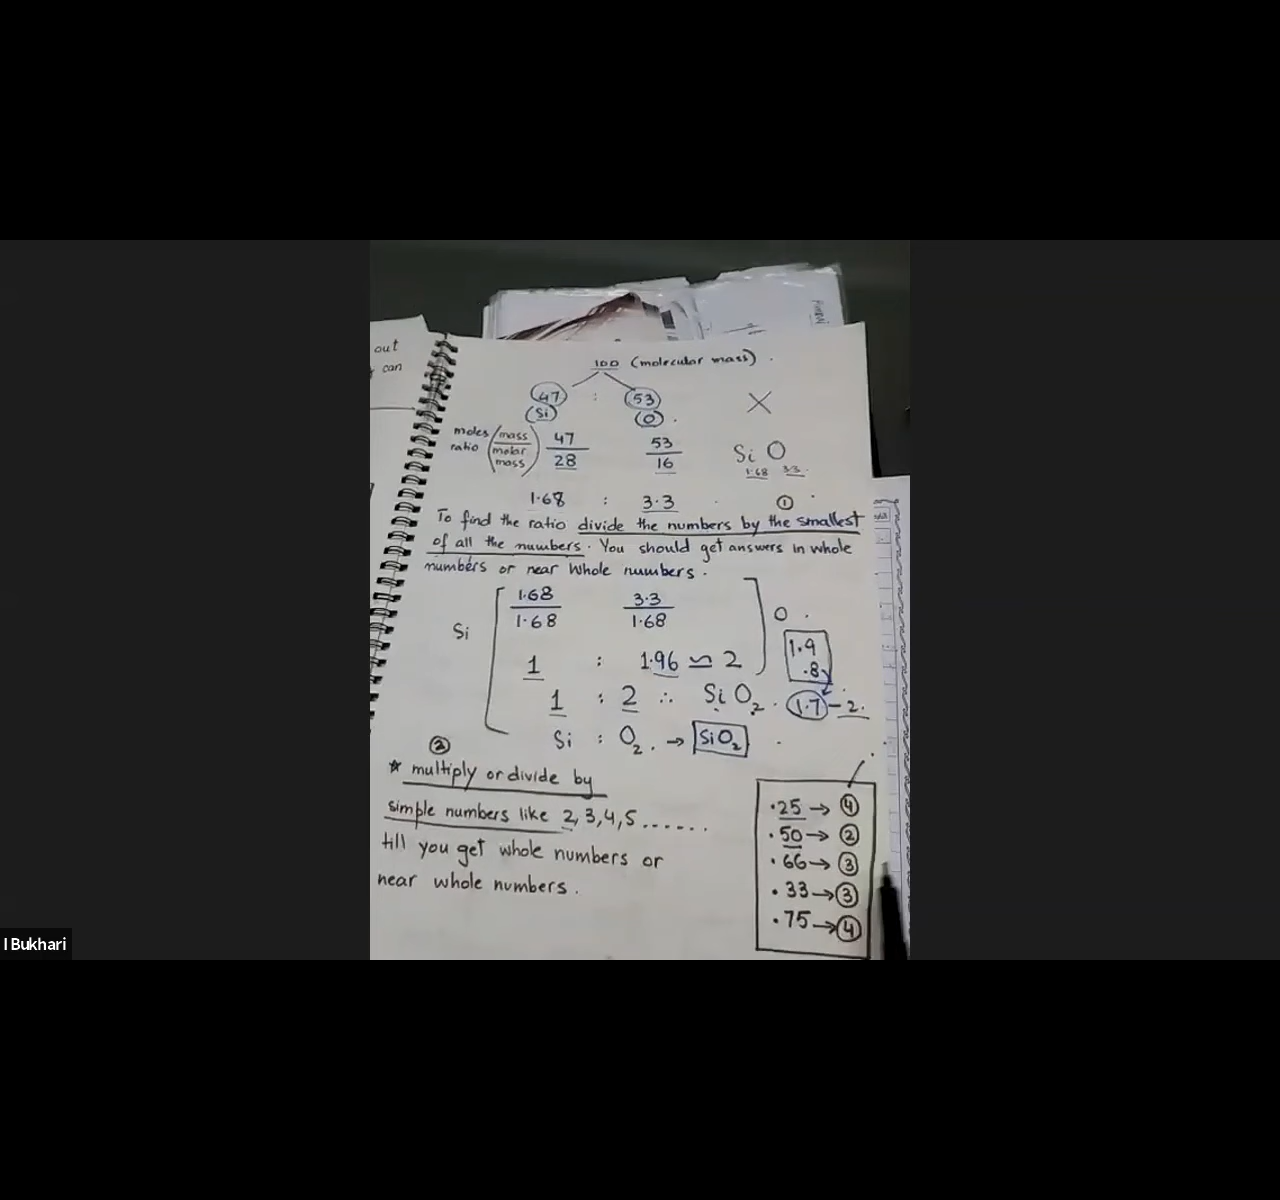 out
can
100 (molecular mass).
47 : 53
Si O.
moles ratio (mass / molar mass) 47/28 53/16 Si O
1.68 3.3
1.68 : 3.3 ①
To find the ratio divide the numbers by the smallest
of all the numbers. You should get answers in whole
numbers or near whole numbers.
1.68/1.68 3.3/1.68
Si O.
1 : 1.96 ≃ 2
1.9
.8
1 : 2 ∴ SiO₂. 1.7 - 2.
Si : O₂. → SiO₂
②
* multiply or divide by
simple numbers like 2, 3, 4, 5 ......
till you get whole numbers or
near whole numbers.
.25 → ④
.50 → ②
.66 → ③
.33 → ③
.75 → ④
I Bukhari